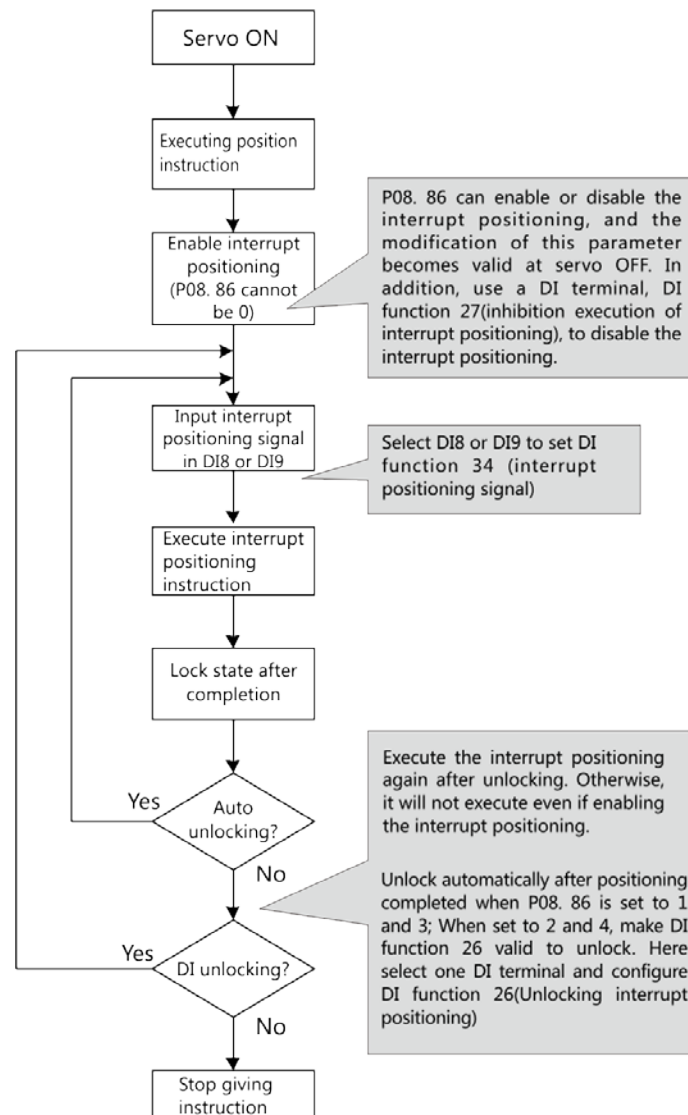 Servo ON
Executing position
instruction
Enable interrupt
positioning
(P08. 86 cannot
be 0)
P08. 86 can enable or disable the
interrupt positioning, and the
modification of this parameter
becomes valid at servo OFF. In
addition, use a DI terminal, DI
function 27(inhibition execution of
interrupt positioning), to disable the
interrupt positioning.
Input interrupt
positioning signal
in DI8 or DI9
Select DI8 or DI9 to set DI
function 34 (interrupt
positioning signal)
Execute interrupt
positioning
instruction
Lock state after
completion
Yes
Auto
unlocking?
No
Execute the interrupt positioning
again after unlocking. Otherwise,
it will not execute even if enabling
the interrupt positioning.
Unlock automatically after positioning
completed when P08. 86 is set to 1
and 3; When set to 2 and 4, make DI
function 26 valid to unlock. Here
select one DI terminal and configure
DI function 26(Unlocking interrupt
positioning)
Yes
DI unlocking?
No
Stop giving
instruction